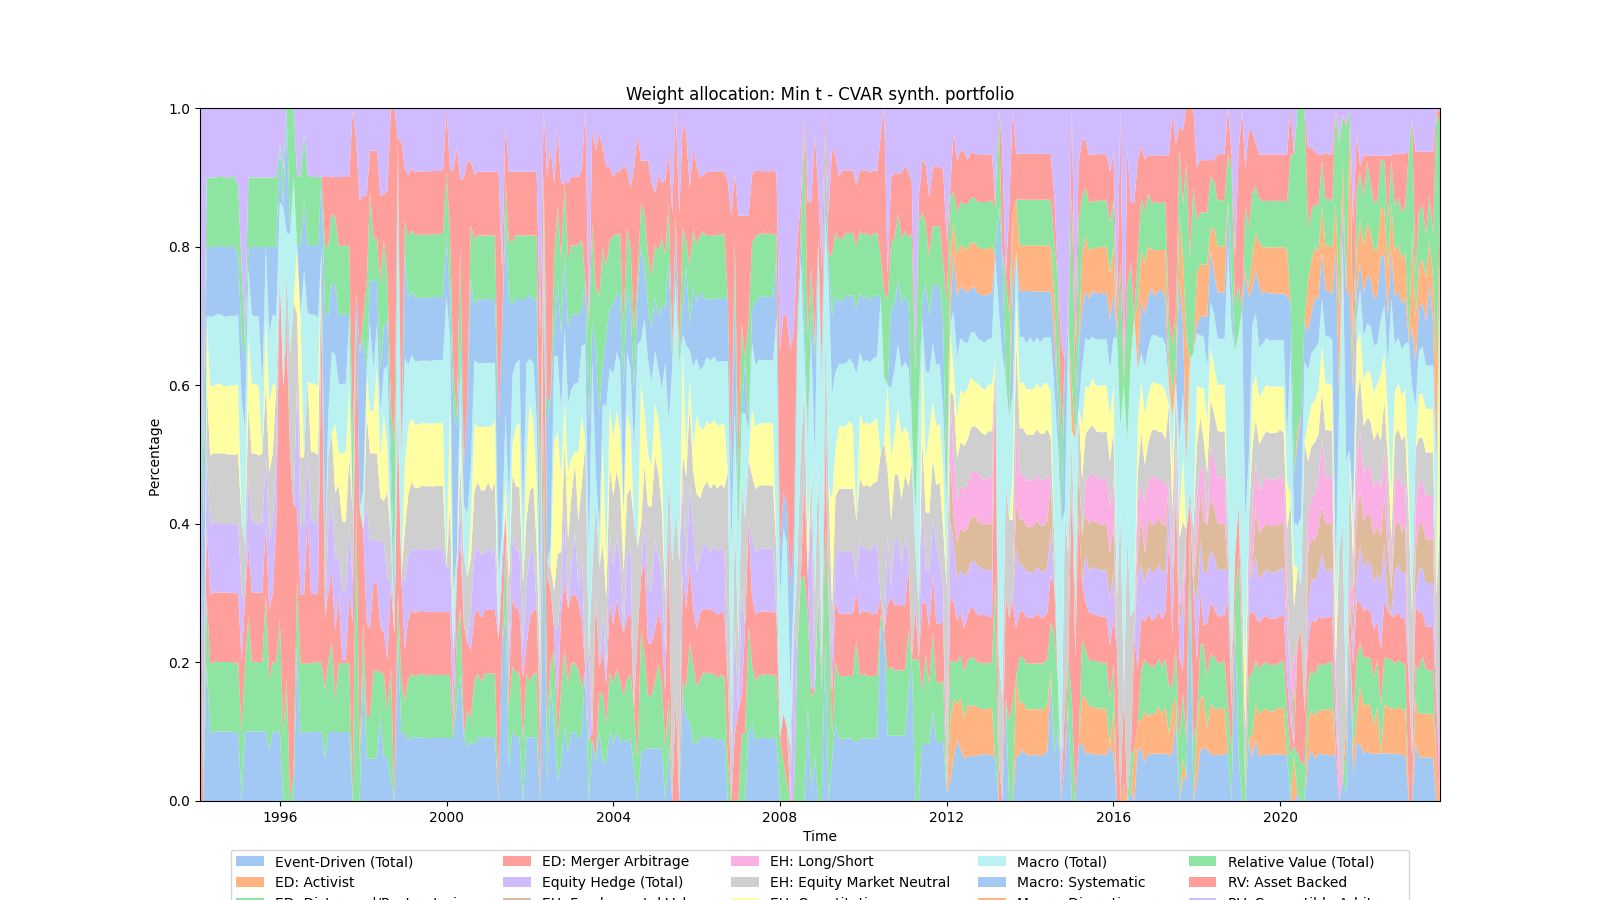 Weight allocation: Min t - CVAR synth. portfolio
1.0
0.8
0.6
0.4
0.2
0.0
Percentage
1996 2000 2004 2008 2012 2016 2020
Time
Event-Driven (Total) ED: Merger Arbitrage EH: Long/Short Macro (Total) Relative Value (Total)
ED: Activist Equity Hedge (Total) EH: Equity Market Neutral Macro: Systematic RV: Asset Backed